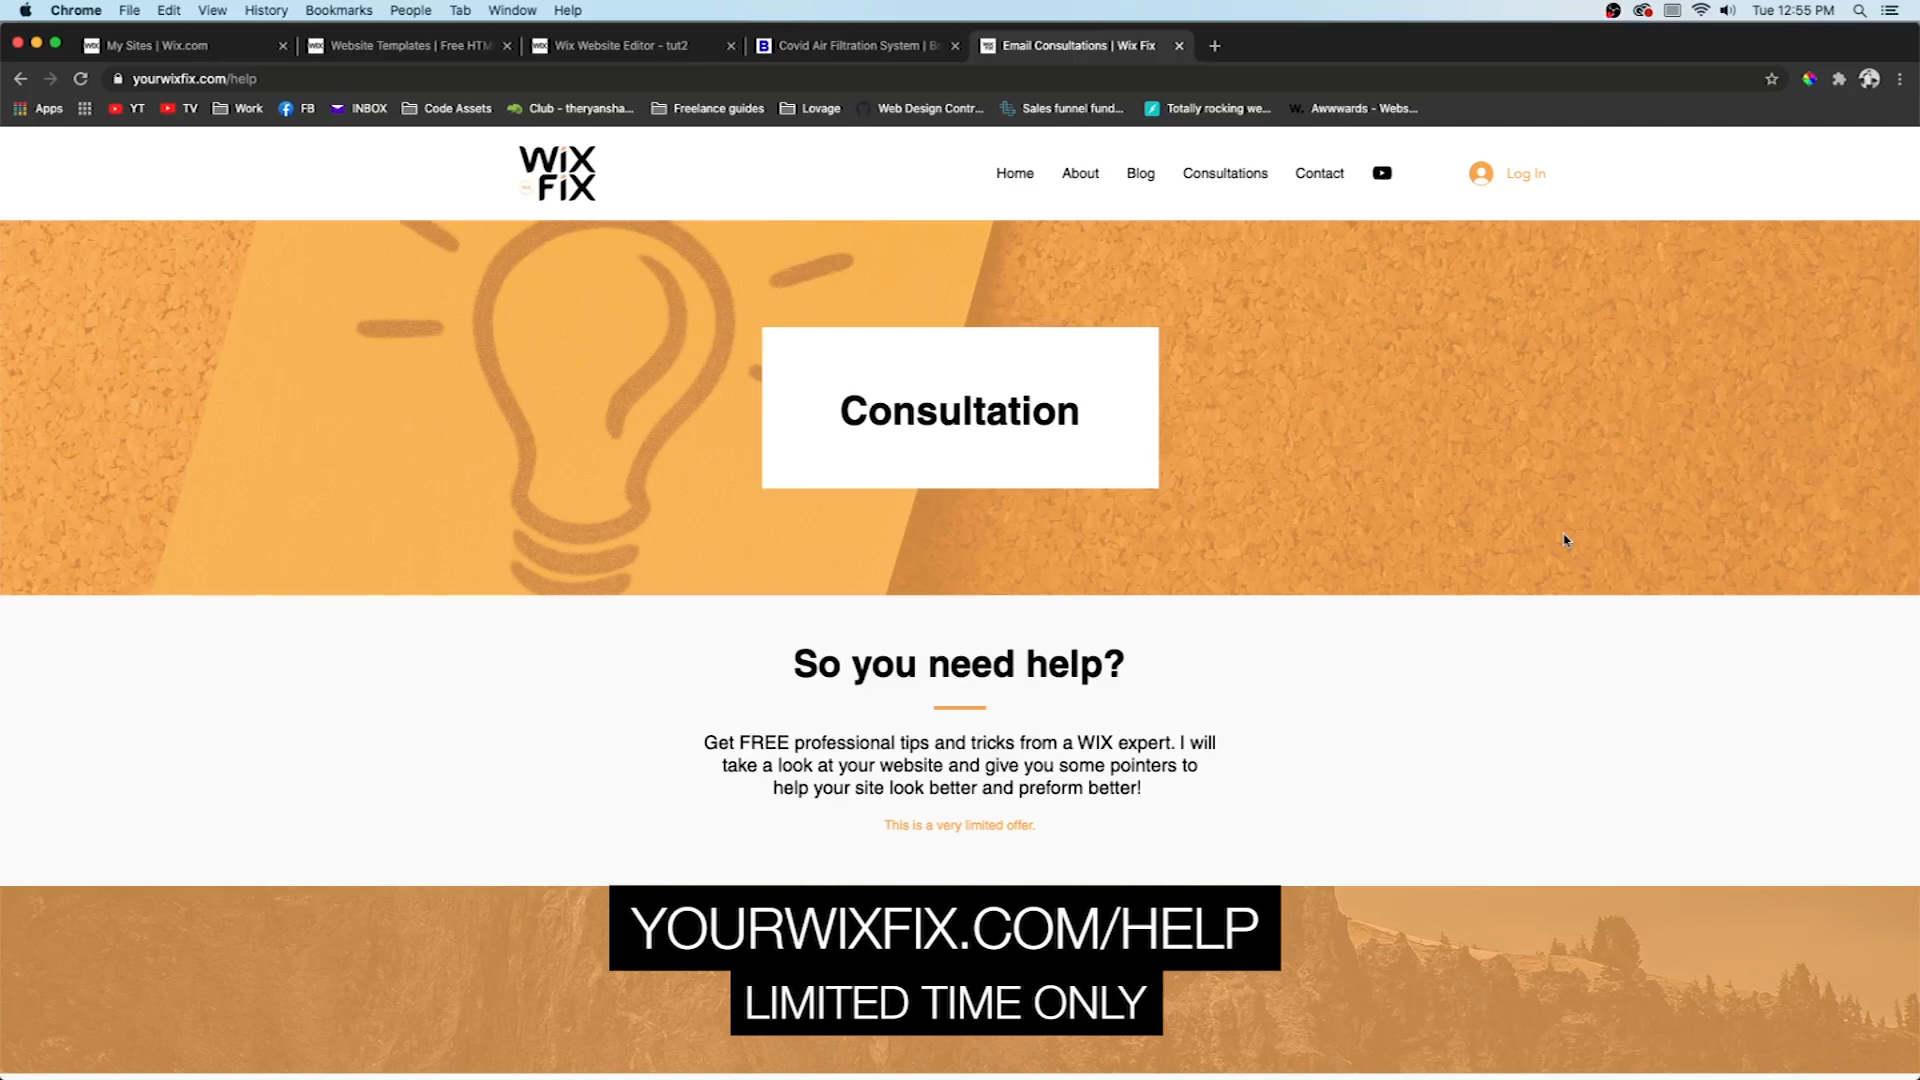 Chrome File Edit View History Bookmarks People Tab Window Help Tue 12:55 PM
My Sites | Wix.com Website Templates | Free HTM Wix Website Editor - tut2 Covid Air Filtration System | Br Email Consultations | Wix Fix
yourwixfix.com/help
Apps YT TV Work FB INBOX Code Assets Club - theryansha... Freelance guides Lovage Web Design Contr... Sales funnel fund... Totally rocking we... Awwwards - Webs...
WiX
FiX
Home About Blog Consultations Contact Log In
Consultation
So you need help?
Get FREE professional tips and tricks from a WIX expert. I will
take a look at your website and give you some pointers to
help your site look better and preform better!
This is a very limited offer.
YOURWIXFIX.COM/HELP
LIMITED TIME ONLY